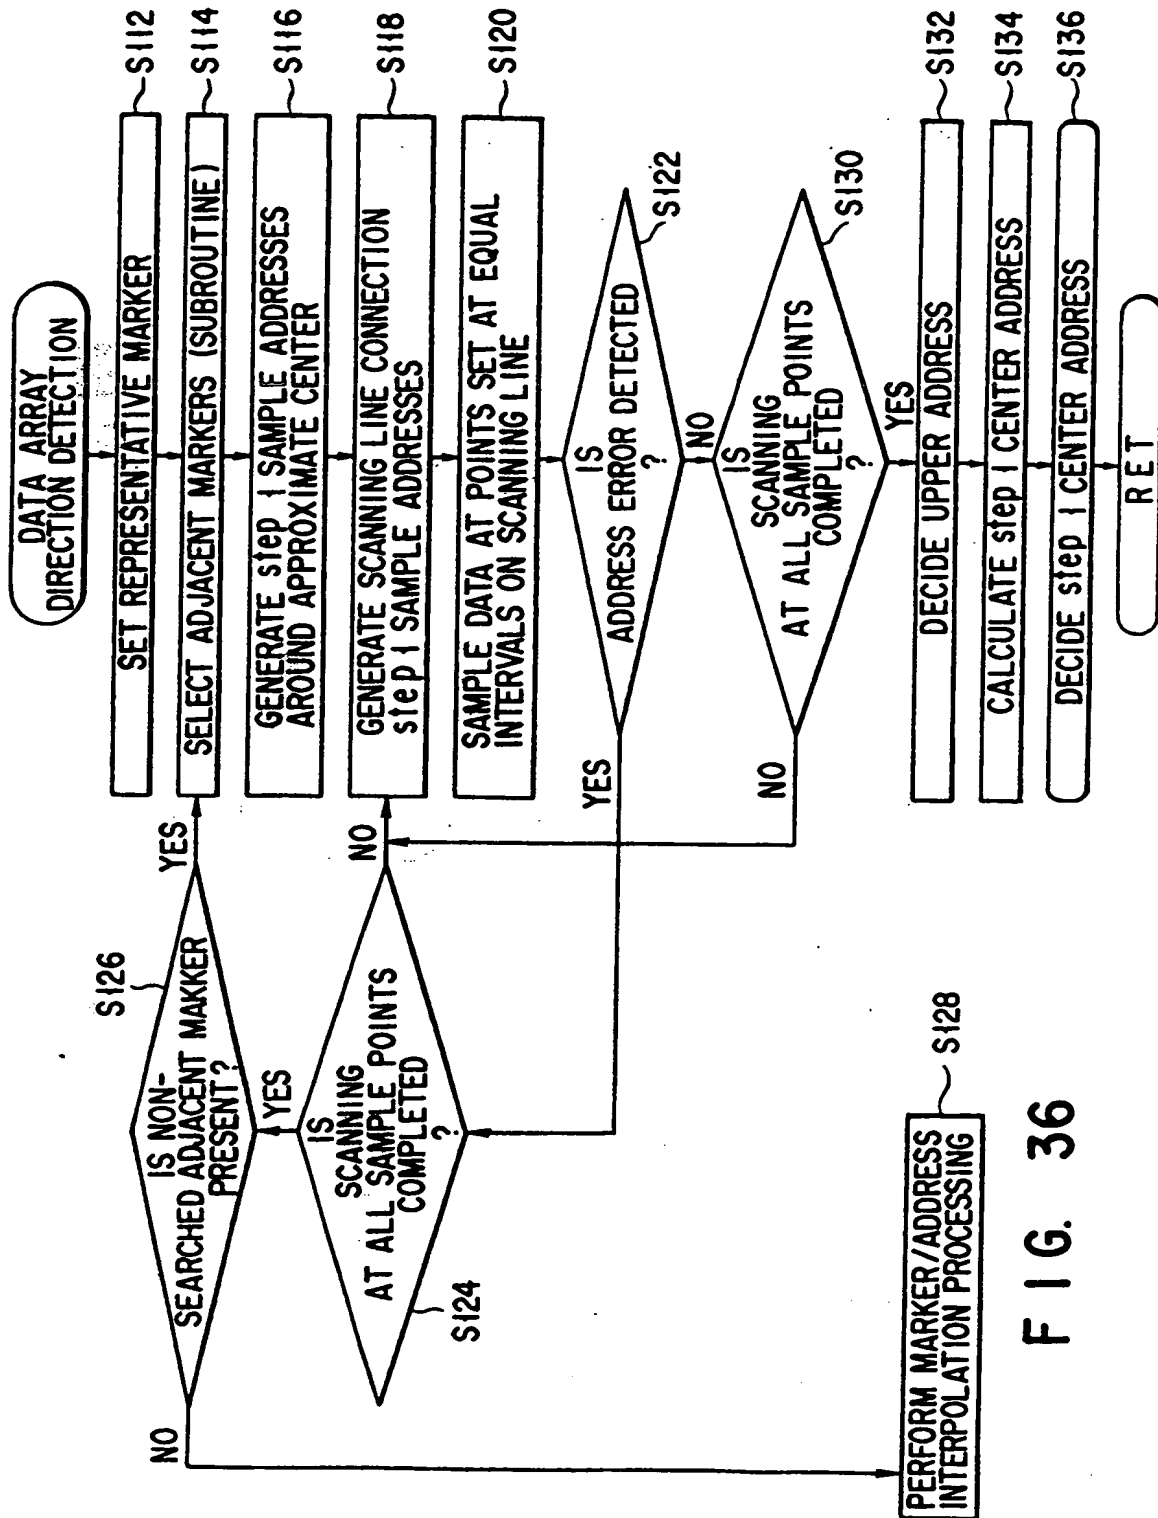 DATA ARRAY
DIRECTION DETECTION
SET REPRESENTATIVE MARKER
S112
SELECT ADJACENT MARKERS (SUBROUTINE)
S114
GENERATE step 1 SAMPLE ADDRESSES
AROUND APPROXIMATE CENTER
S116
GENERATE SCANNING LINE CONNECTION
step 1 SAMPLE ADDRESSES
S118
SAMPLE DATA AT POINTS SET AT EQUAL
INTERVALS ON SCANNING LINE
S120
IS
ADDRESS ERROR DETECTED
?
S122
YES
NO
IS
SCANNING
AT ALL SAMPLE POINTS
COMPLETED
?
S130
NO
YES
DECIDE UPPER ADDRESS
S132
CALCULATE step 1 CENTER ADDRESS
S134
DECIDE step 1 CENTER ADDRESS
S136
RET
S126
IS NON-
SEARCHED ADJACENT MAKKER
PRESENT?
YES
NO
YES
IS
SCANNING
AT ALL SAMPLE POINTS
COMPLETED
?
S124
NO
PERFORM MARKER/ADDRESS
INTERPOLATION PROCESSING
S128
FIG. 36